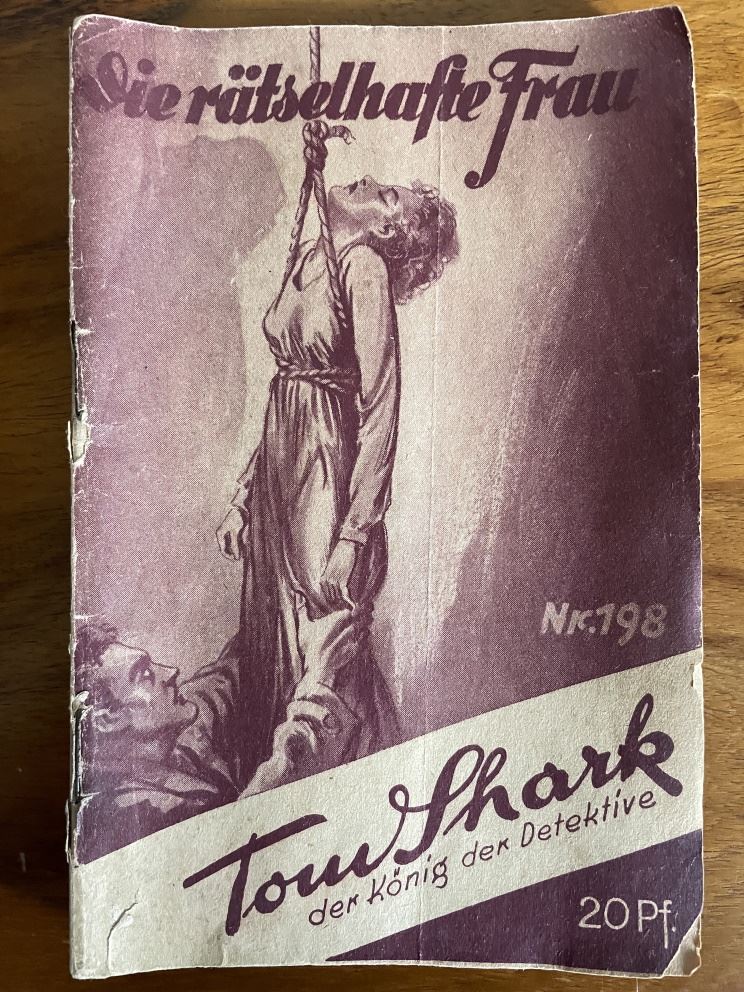 Die rätselhafte Frau
Nr. 198
Tom Shark
der König der Detektive
20 Pf.